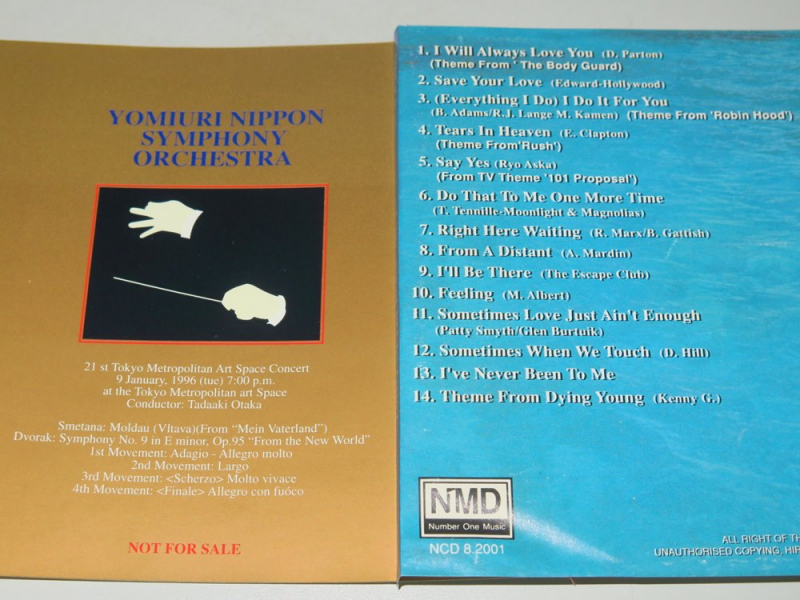 YOMIURI NIPPON
SYMPHONY
ORCHESTRA
21 st Tokyo Metropolitan Art Space Concert
9 January, 1996 (tue) 7:00 p.m.
at the Tokyo Metropolitan art Space
Conductor: Tadaaki Otaka
Smetana: Moldau (Vltava)(From "Mein Vaterland")
Dvorak: Symphony No. 9 in E minor, Op.95 "From the New World"
1st Movement: Adagio - Allegro molto
2nd Movement: Largo
3rd Movement: <Scherzo> Molto vivace
4th Movement: <Finale> Allegro con fuóco
NOT FOR SALE
1. I Will Always Love You (D. Parton)
(Theme From ' The Body Guard)
2. Save Your Love (Edward-Hollywood)
3. (Everything I Do) I Do It For You
(B. Adams/R.J. Lange M. Kamen) (Theme From 'Robin Hood')
4. Tears In Heaven (E. Clapton)
(Theme From'Rush')
5. Say Yes (Ryo Aska)
(From TV Theme '101 Proposal')
6. Do That To Me One More Time
(T. Tennille-Moonlight & Magnolias)
7. Right Here Waiting (R. Marx/B. Gattish)
8. From A Distant (A. Mardin)
9. I'll Be There (The Escape Club)
10. Feeling (M. Albert)
11. Sometimes Love Just Ain't Enough
(Patty Smyth/Glen Burtuik)
12. Sometimes When We Touch (D. Hill)
13. I've Never Been To Me
14. Theme From Dying Young (Kenny G.)
NMD
Number One Music
NCD 8.2001
ALL RIGHT OF
UNAUTHORISED COPYING,